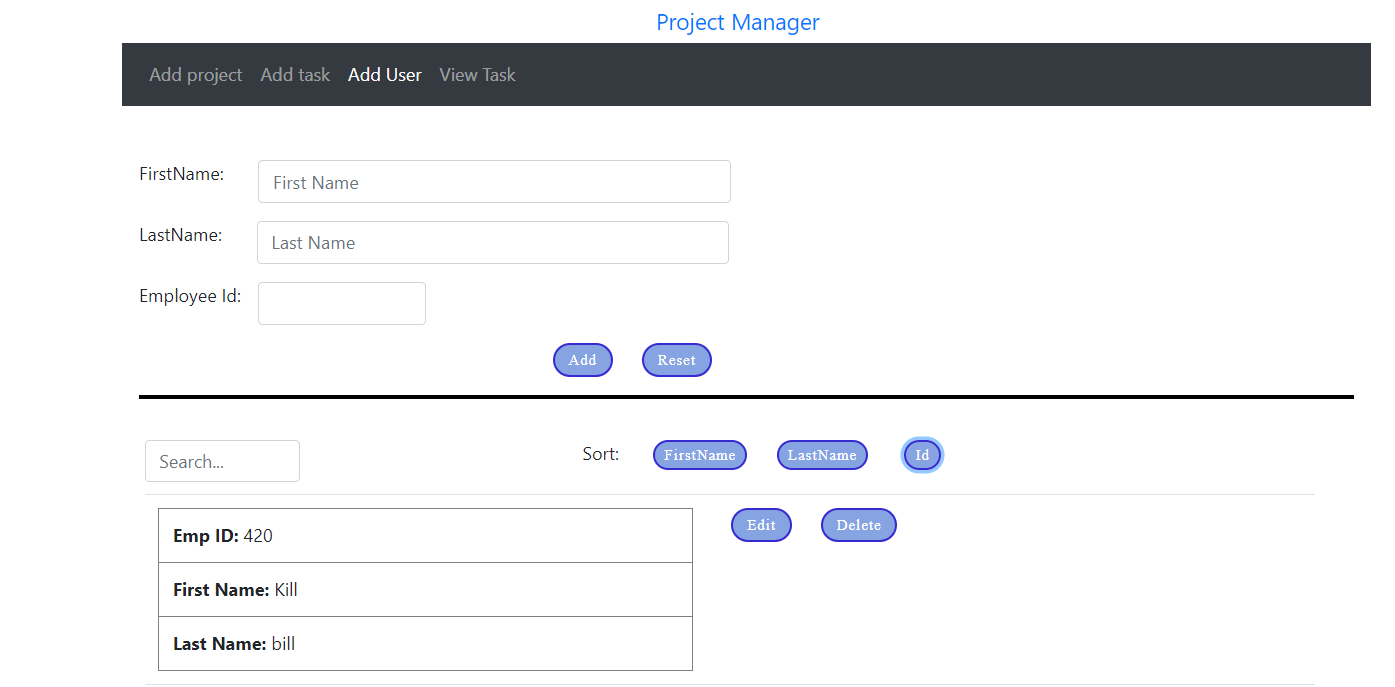 Project Manager
Add project Add task Add User View Task
FirstName: First Name
LastName: Last Name
Employee Id:
Add Reset
Search... Sort: FirstName LastName Id
Emp ID: 420 Edit Delete
First Name: Kill
Last Name: bill